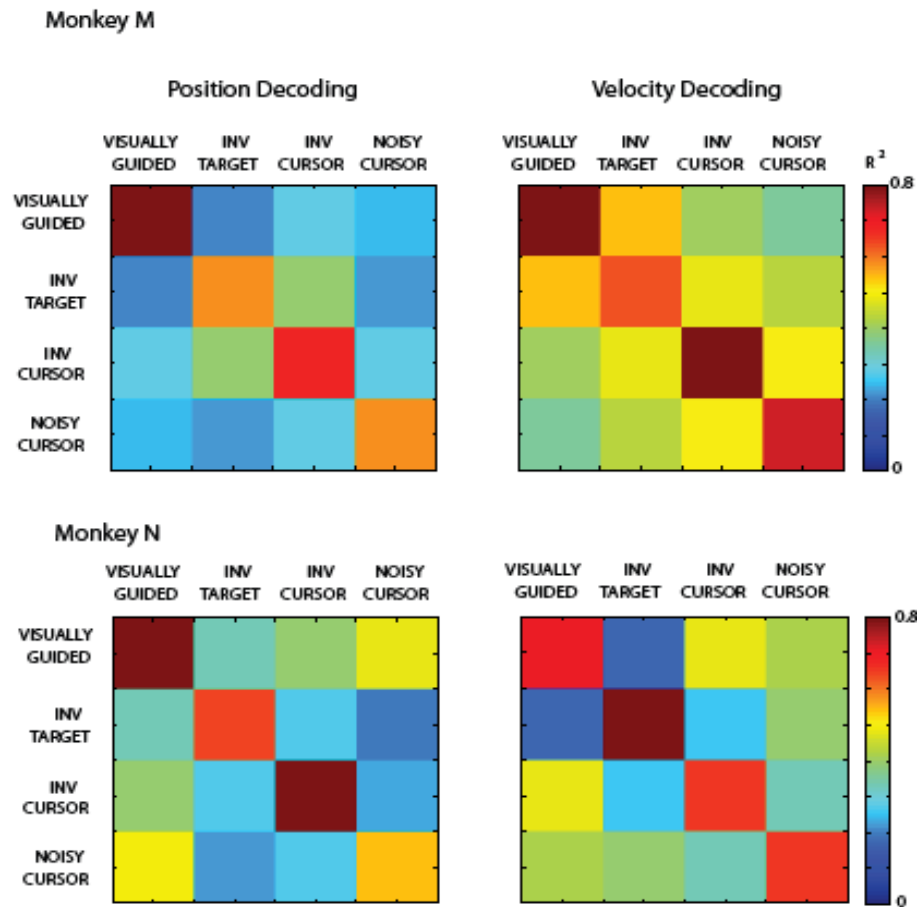 Monkey M
Position Decoding
Velocity Decoding
VISUALLY GUIDED
INV TARGET
INV CURSOR
NOISY CURSOR
VISUALLY GUIDED
INV TARGET
INV CURSOR
NOISY CURSOR
R²
0.8
0
VISUALLY GUIDED
INV TARGET
INV CURSOR
NOISY CURSOR
Monkey N
VISUALLY GUIDED
INV TARGET
INV CURSOR
NOISY CURSOR
VISUALLY GUIDED
INV TARGET
INV CURSOR
NOISY CURSOR
0.8
0
VISUALLY GUIDED
INV TARGET
INV CURSOR
NOISY CURSOR